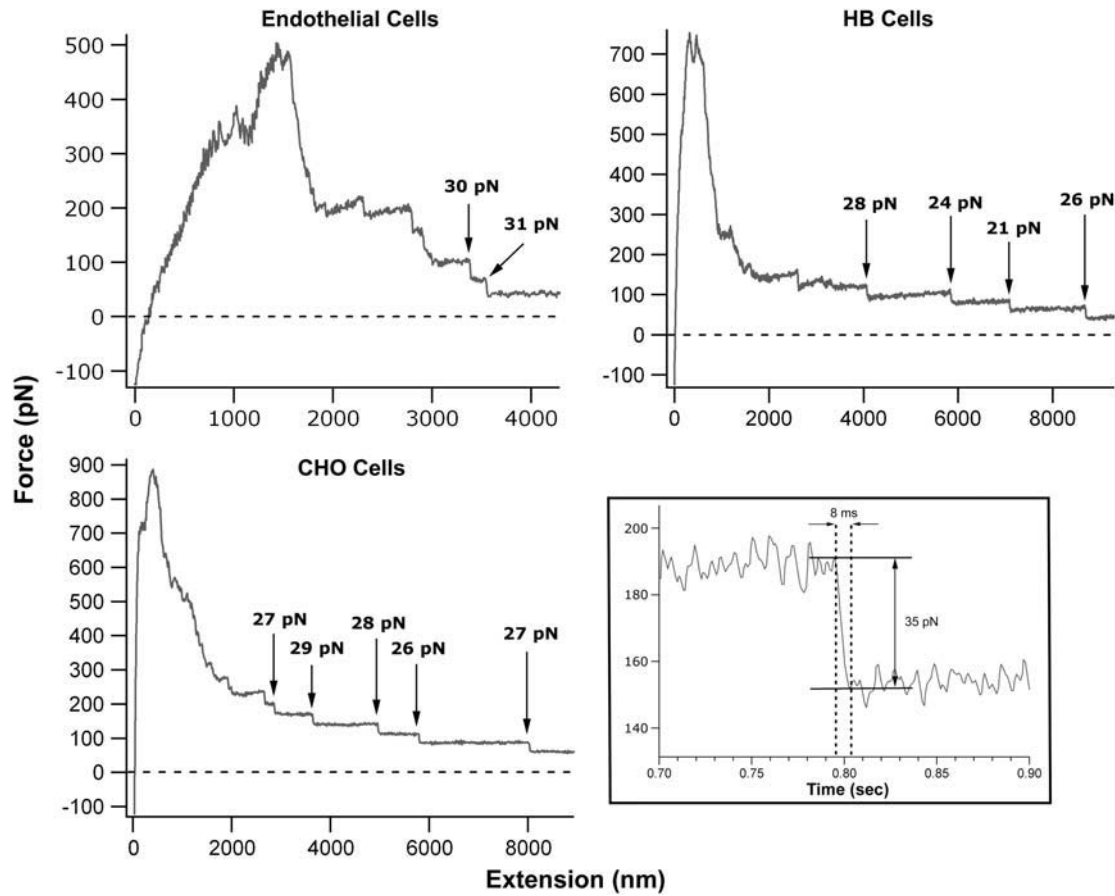 Endothelial Cells
500
400
300
200
100
0
-100
30 pN
31 pN
0 1000 2000 3000 4000
HB Cells
700
600
500
400
300
200
100
0
-100
28 pN
24 pN
21 pN
26 pN
0 2000 4000 6000 8000
Force (pN)
CHO Cells
900
800
700
600
500
400
300
200
100
0
-100
27 pN
29 pN
28 pN
26 pN
27 pN
0 2000 4000 6000 8000
8 ms
200
180
160
140
35 pN
0.70 0.75 0.80 0.85 0.90
Time (sec)
Extension (nm)